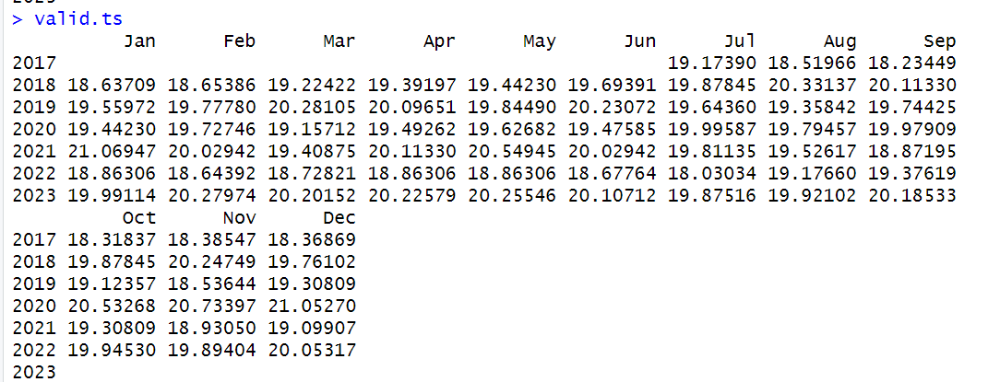 > valid.ts
Jan Feb Mar Apr May Jun Jul Aug Sep
2017 19.17390 18.51966 18.23449
2018 18.63709 18.65386 19.22422 19.39197 19.44230 19.69391 19.87845 20.33137 20.11330
2019 19.55972 19.77780 20.28105 20.09651 19.84490 20.23072 19.64360 19.35842 19.74425
2020 19.44230 19.72746 19.15712 19.49262 19.62682 19.47585 19.99587 19.79457 19.97909
2021 21.06947 20.02942 19.40875 20.11330 20.54945 20.02942 19.81135 19.52617 18.87195
2022 18.86306 18.64392 18.72821 18.86306 18.86306 18.67764 18.03034 19.17660 19.37619
2023 19.99114 20.27974 20.20152 20.22579 20.25546 20.10712 19.87516 19.92102 20.18533
Oct Nov Dec
2017 18.31837 18.38547 18.36869
2018 19.87845 20.24749 19.76102
2019 19.12357 18.53644 19.30809
2020 20.53268 20.73397 21.05270
2021 19.30809 18.93050 19.09907
2022 19.94530 19.89404 20.05317
2023